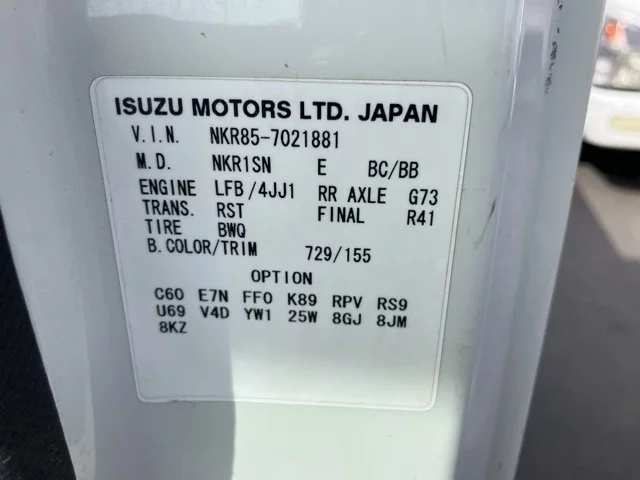 ISUZU MOTORS LTD. JAPAN
V.I.N. NKR85-7021881
M.D. NKR1SN E BC/BB
ENGINE LFB/4JJ1 RR AXLE G73
TRANS. RST FINAL R41
TIRE BWQ
B.COLOR/TRIM 729/155
OPTION
C60 E7N FF0 K89 RPV RS9
U69 V4D YW1 25W 8GJ 8JM
8KZ